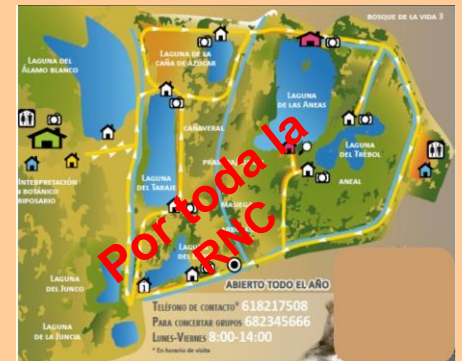 BOSQUE DE LA VIDA 3
LAGUNA DEL
ÁLAMO BLANCO
LAGUNA DE LA
CAÑA DE AZÚCAR
LAGUNA
DE LAS ANEAS
CAÑAVERAL
LAGUNA
DEL TRÉBOL
INTERPRETACIÓN
BOTÁNICO
RIPOSARIO
LAGUNA
DEL TARAJE
ANEAL
MASIEGA
Por toda la
RNC
LAGUNA
DEL JUNCO
1
ABIERTO TODO EL AÑO
TELÉFONO DE CONTACTO* 618217508
PARA CONCERTAR GRUPOS 682345666
LUNES-VIERNES 8:00-14:00
* En horario de visita
LAGUNA
DE LA JUNCIA